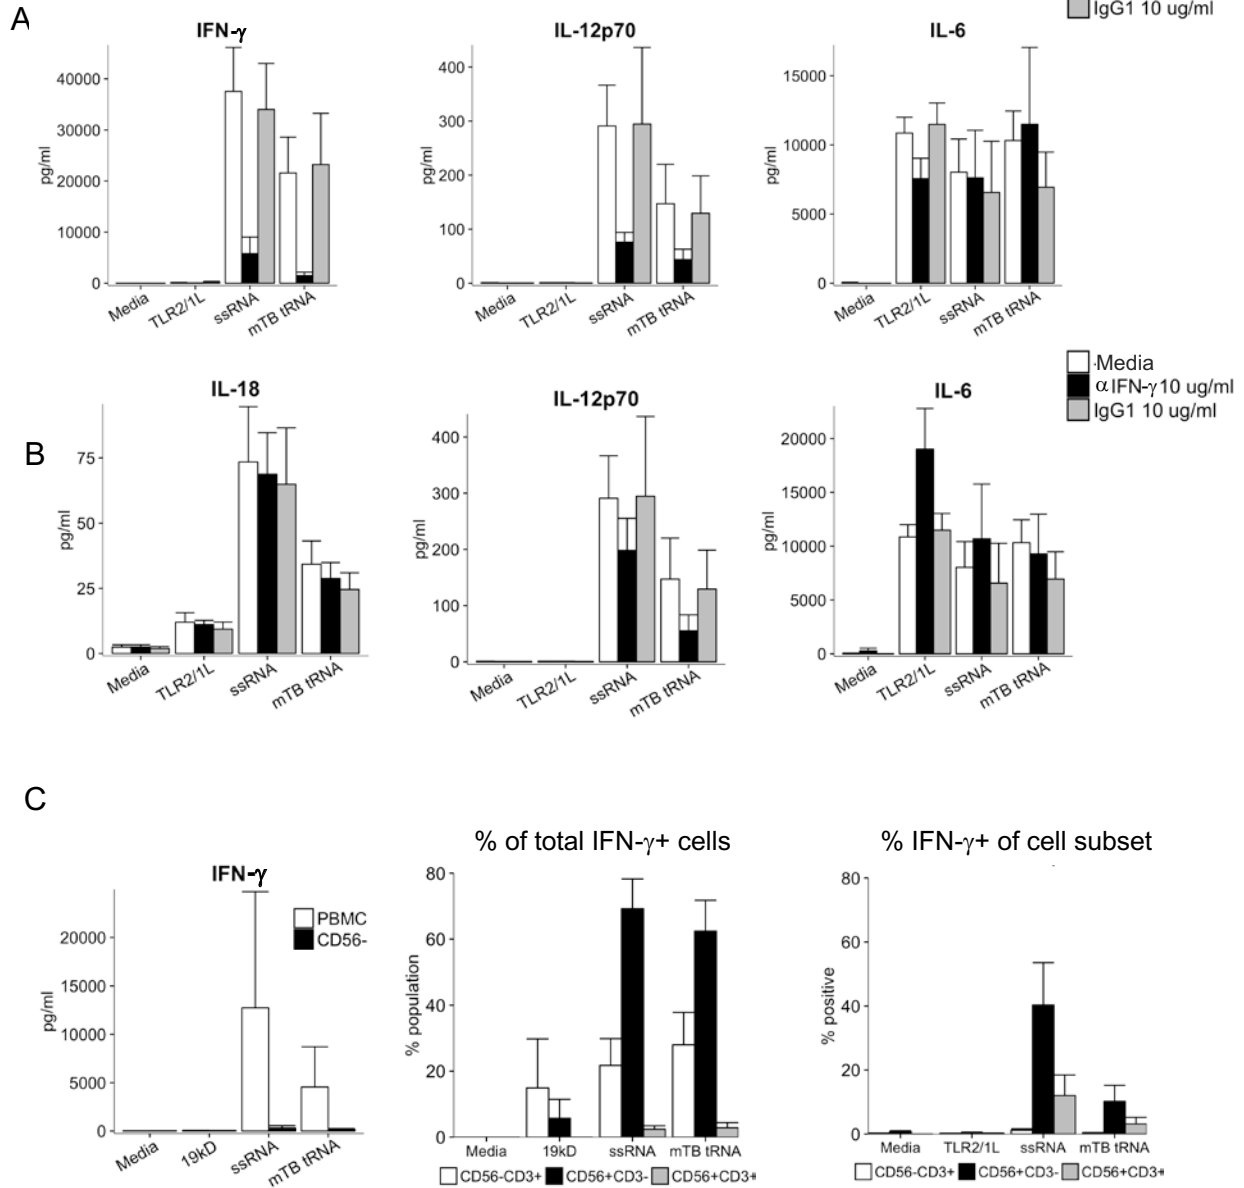 A
IgG1 10 ug/ml
IFN-γ
IL-12p70
IL-6
40000
30000
20000
10000
0
pg/ml
Media
TLR2/1L
ssRNA
mTB tRNA
400
300
200
100
0
pg/ml
Media
TLR2/1L
ssRNA
mTB tRNA
15000
10000
5000
0
pg/ml
Media
TLR2/1L
ssRNA
mTB tRNA
B
Media
αIFN-γ10 ug/ml
IgG1 10 ug/ml
IL-18
IL-12p70
IL-6
75
50
25
0
pg/ml
Media
TLR2/1L
ssRNA
mTB tRNA
400
300
200
100
0
pg/ml
Media
TLR2/1L
ssRNA
mTB tRNA
20000
15000
10000
5000
0
pg/ml
Media
TLR2/1L
ssRNA
mTB tRNA
C
IFN-γ
PBMC
CD56-
20000
15000
10000
5000
0
pg/ml
Media
19kD
ssRNA
mTB tRNA
% of total IFN-γ+ cells
80
60
40
20
0
% population
Media
19kD
ssRNA
mTB tRNA
CD56-CD3+
CD56+CD3-
CD56+CD3+
% IFN-γ+ of cell subset
80
60
40
20
0
% positive
Media
TLR2/1L
ssRNA
mTB tRNA
CD56-CD3+
CD56+CD3-
CD56+CD3+